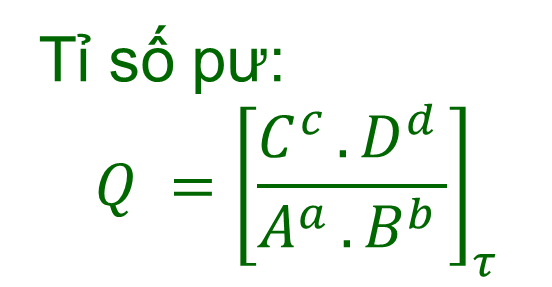 Tỉ số pư:
Q = [C^c . D^d / A^a . B^b]_τ